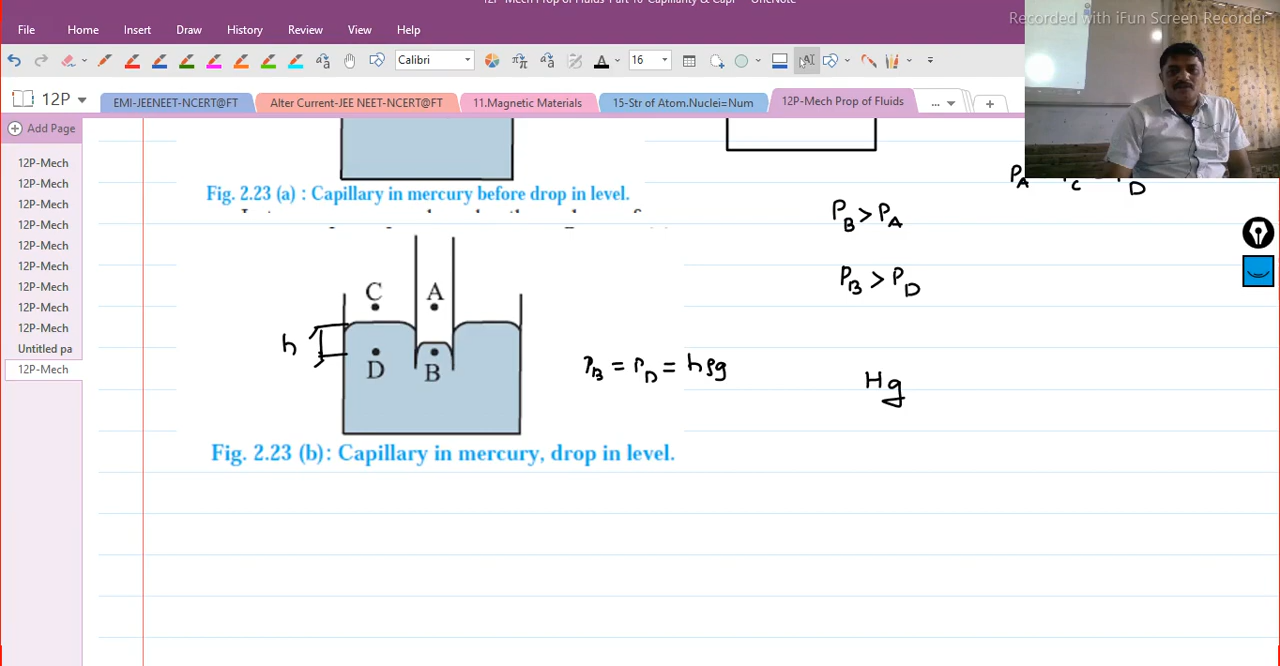 12P-Mech Prop of Fluids-Part 10-Capillarity & Capi - OneNote
Recorded with iFun Screen Recorder
File Home Insert Draw History Review View Help
Calibri 16
12P EMI-JEENEET-NCERT@FT Alter Current-JEE NEET-NCERT@FT 11.Magnetic Materials 15-Str of Atom.Nuclei=Num 12P-Mech Prop of Fluids ...
Add Page
12P-Mech
12P-Mech
12P-Mech
12P-Mech
12P-Mech
12P-Mech
12P-Mech
12P-Mech
12P-Mech
Untitled pa
12P-Mech
Fig. 2.23 (a) : Capillary in mercury before drop in level.
P_A P_C P_D
P_B > P_A
P_B > P_D
C A
h
D B
P_B = P_D = hρg
Hg
Fig. 2.23 (b): Capillary in mercury, drop in level.